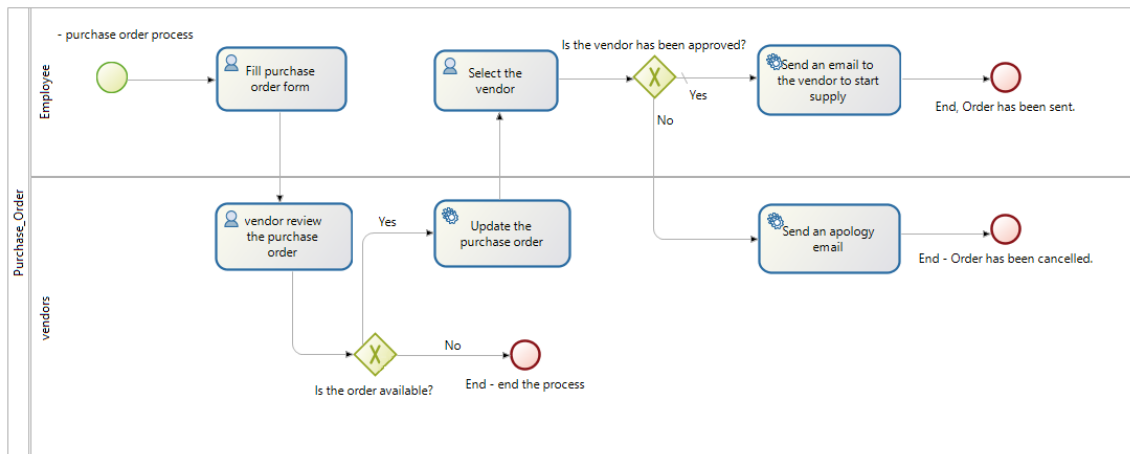 Purchase_Order
Employee
- purchase order process
Fill purchase
order form
Select the
vendor
Is the vendor has been approved?
Yes
No
Send an email to
the vendor to start
supply
End, Order has been sent.
vendors
vendor review
the purchase
order
Yes
Update the
purchase order
Is the order available?
No
End - end the process
Send an apology
email
End - Order has been cancelled.